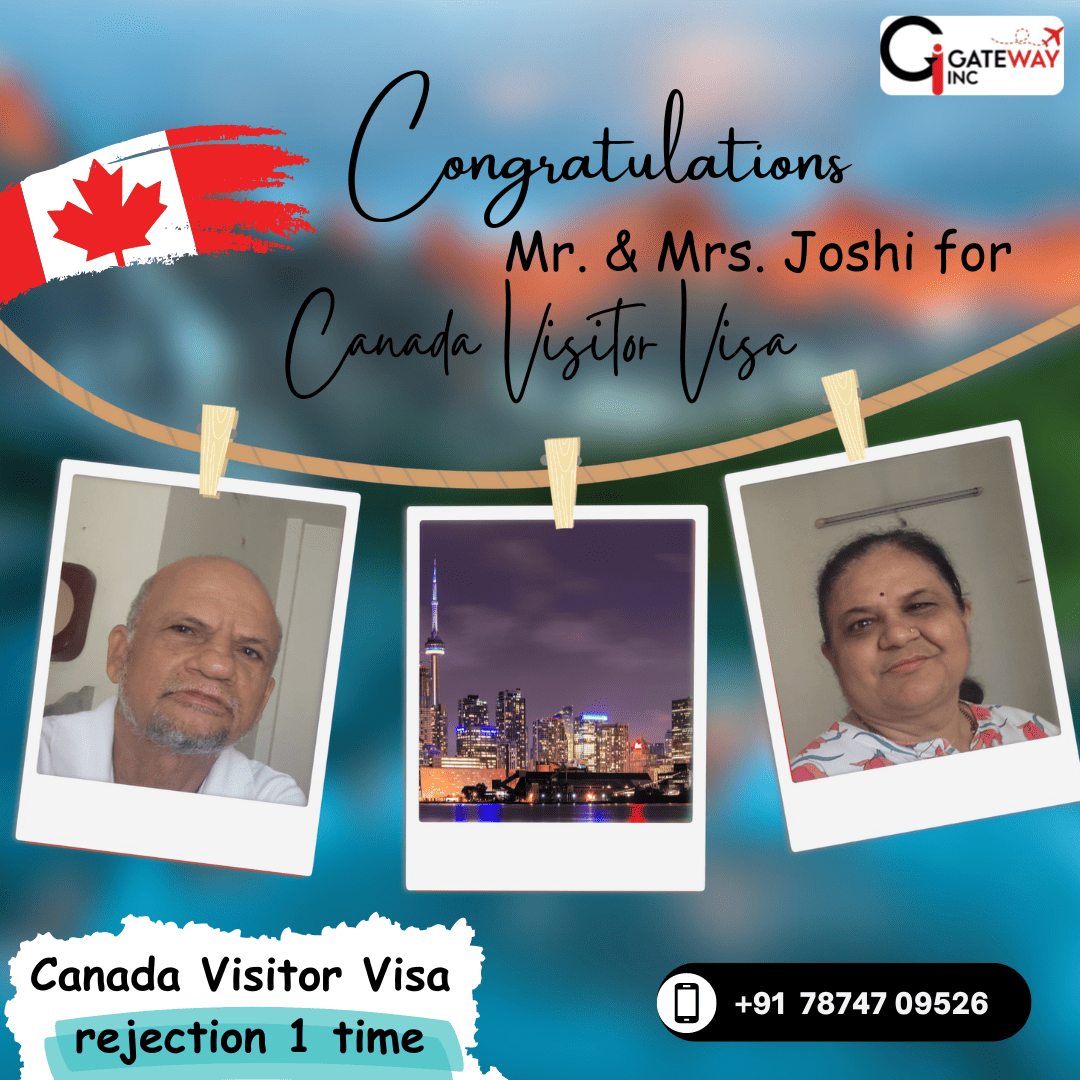 Gi GATEWAY
INC
Congratulations
Mr. & Mrs. Joshi for
Canada Visitor Visa
Canada Visitor Visa
rejection 1 time
+91 78747 09526